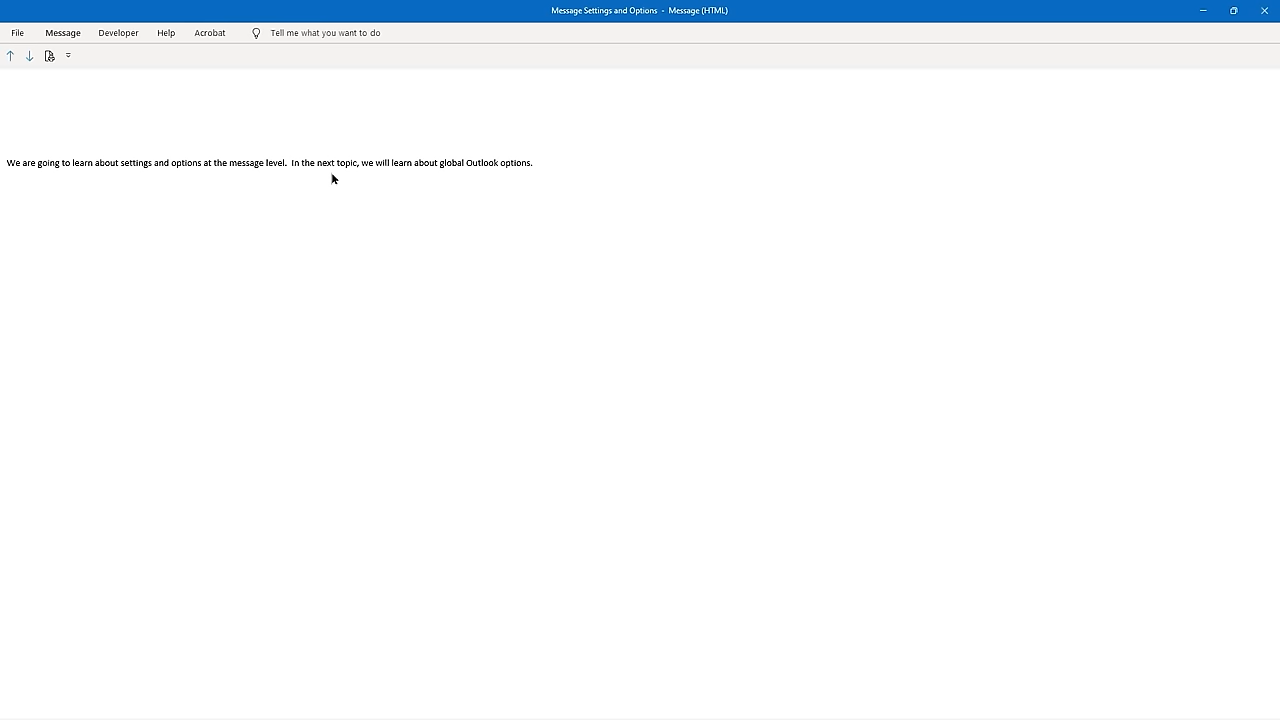 Message Settings and Options - Message (HTML)
File Message Developer Help Acrobat Tell me what you want to do
We are going to learn about settings and options at the message level.  In the next topic, we will learn about global Outlook options.